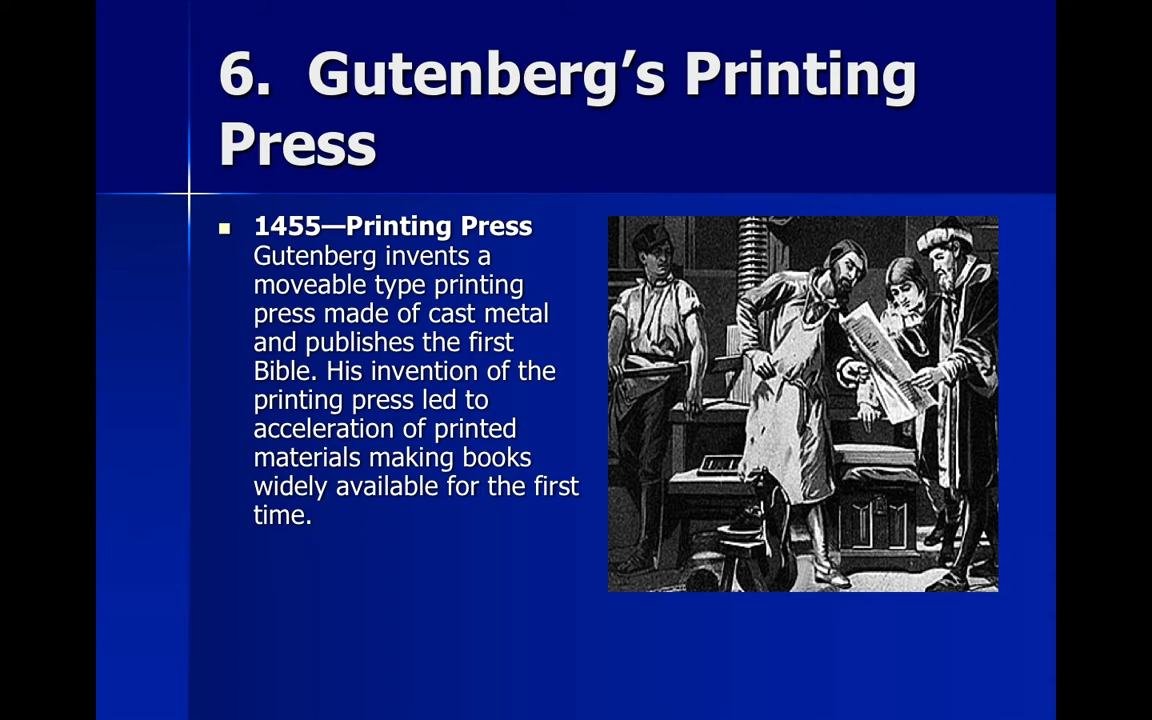 6.  Gutenberg’s Printing
Press
1455—Printing Press
Gutenberg invents a
moveable type printing
press made of cast metal
and publishes the first
Bible. His invention of the
printing press led to
acceleration of printed
materials making books
widely available for the first
time.